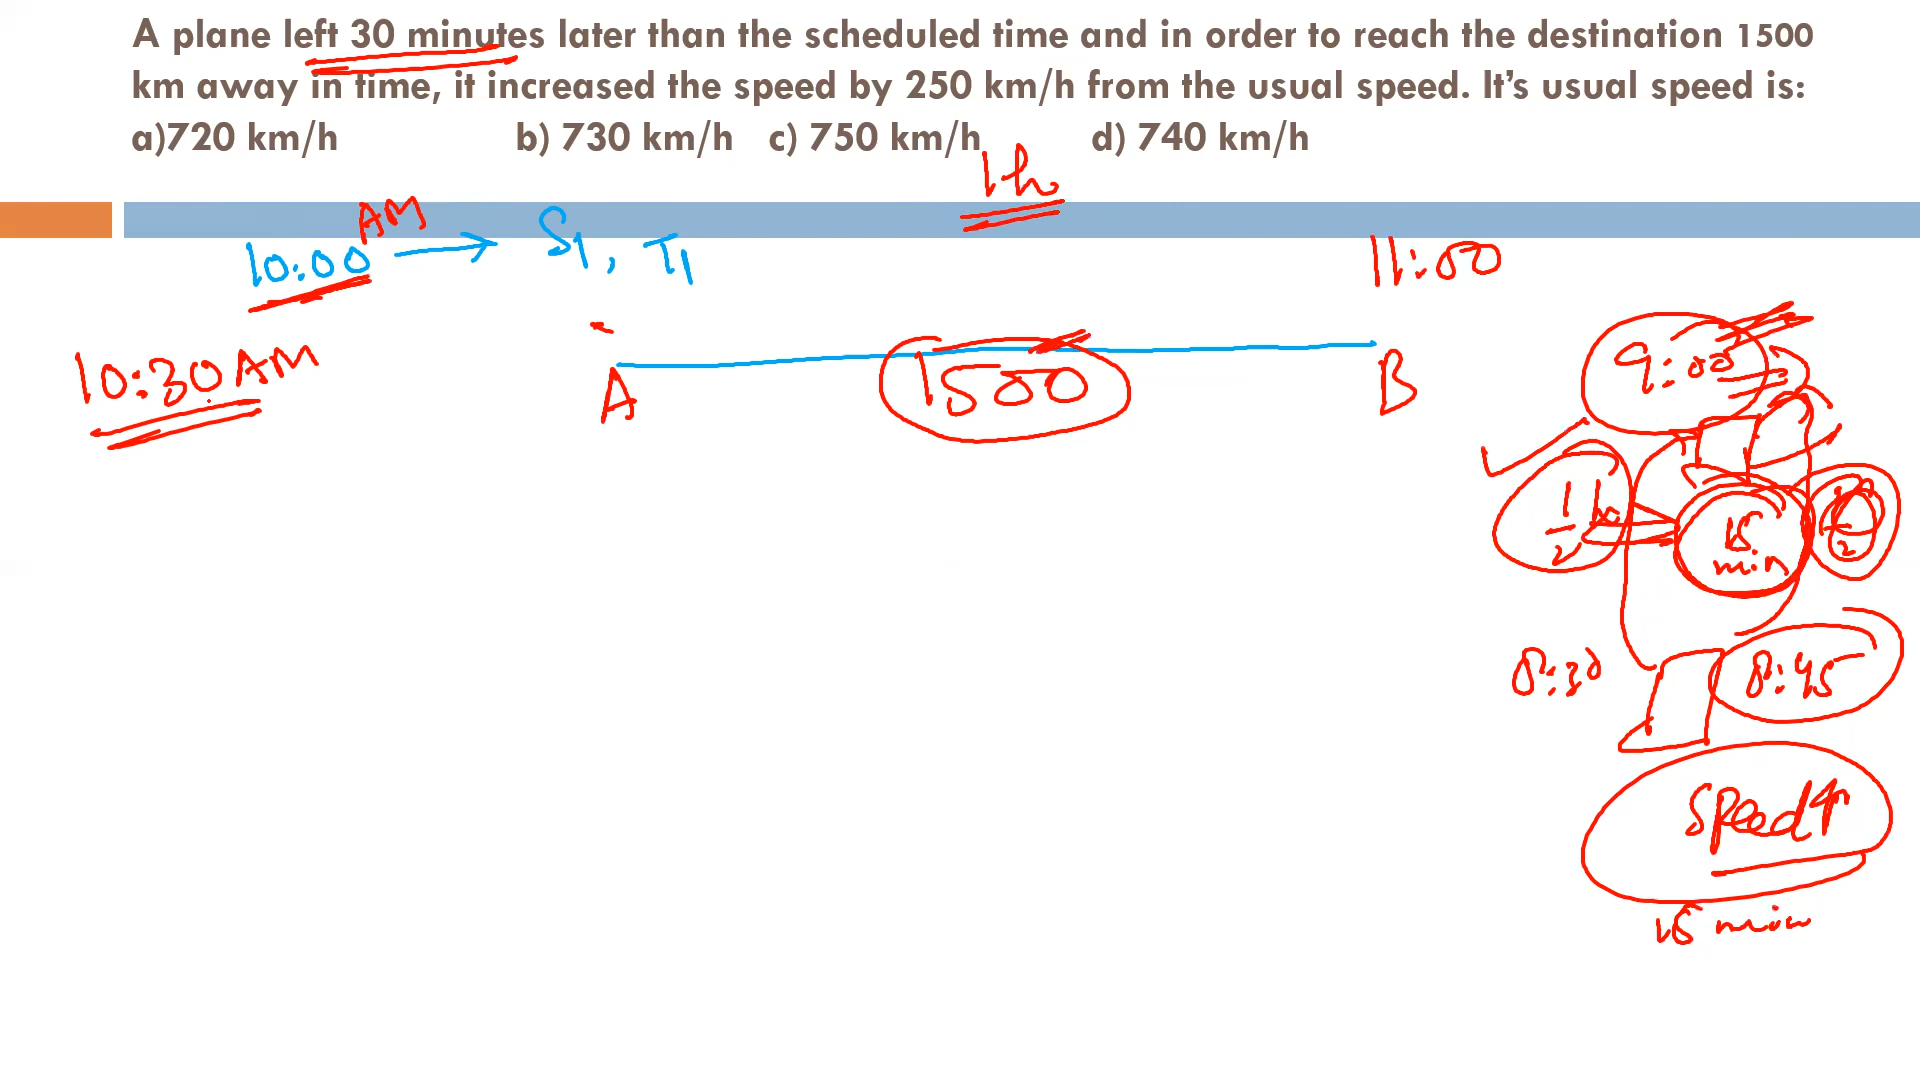 A plane left 30 minutes later than the scheduled time and in order to reach the destination 1500
km away in time, it increased the speed by 250 km/h from the usual speed. It's usual speed is:
a)720 km/h b) 730 km/h c) 750 km/h d) 740 km/h
1h
10:00 AM → S1, T1
11:00
10:30 AM
A 1500 B
9:00
1/2 h
15 min
8:30
8:45
Speed↑
15 min